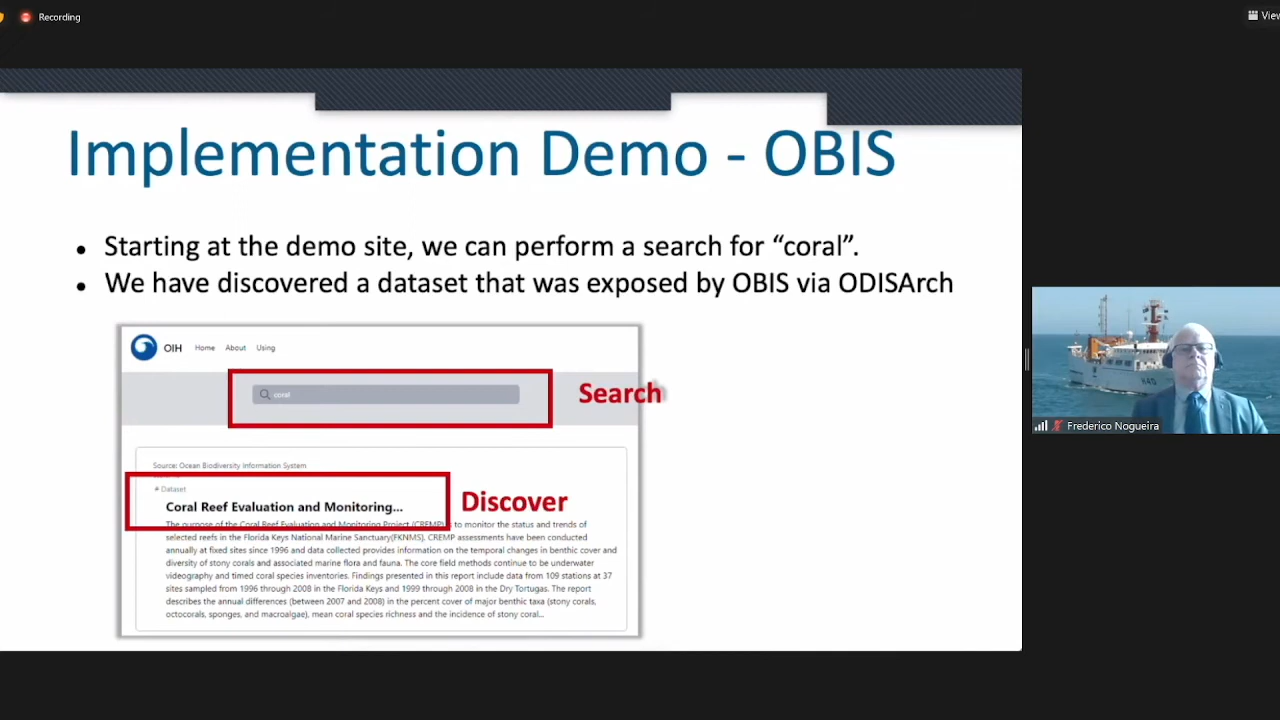 Recording
View
Implementation Demo - OBIS
• Starting at the demo site, we can perform a search for “coral”.
• We have discovered a dataset that was exposed by OBIS via ODISArch
OIH Home About Using
coral
Search
Source: Ocean Biodiversity Information System
# Dataset
Coral Reef Evaluation and Monitoring...
Discover
The purpose of the Coral Reef Evaluation and Monitoring Project (CREMP) is to monitor the status and trends of
selected reefs in the Florida Keys National Marine Sanctuary(FKNMS). CREMP assessments have been conducted
annually at fixed sites since 1996 and data collected provides information on the temporal changes in benthic cover and
diversity of stony corals and associated marine flora and fauna. The core field methods continue to be underwater
videography and timed coral species inventories. Findings presented in this report include data from 109 stations at 37
sites sampled from 1996 through 2008 in the Florida Keys and 1999 through 2008 in the Dry Tortugas. The report
describes the annual differences (between 2007 and 2008) in the percent cover of major benthic taxa (stony corals,
octocorals, sponges, and macroalgae), mean coral species richness and the incidence of stony coral...
Frederico Nogueira